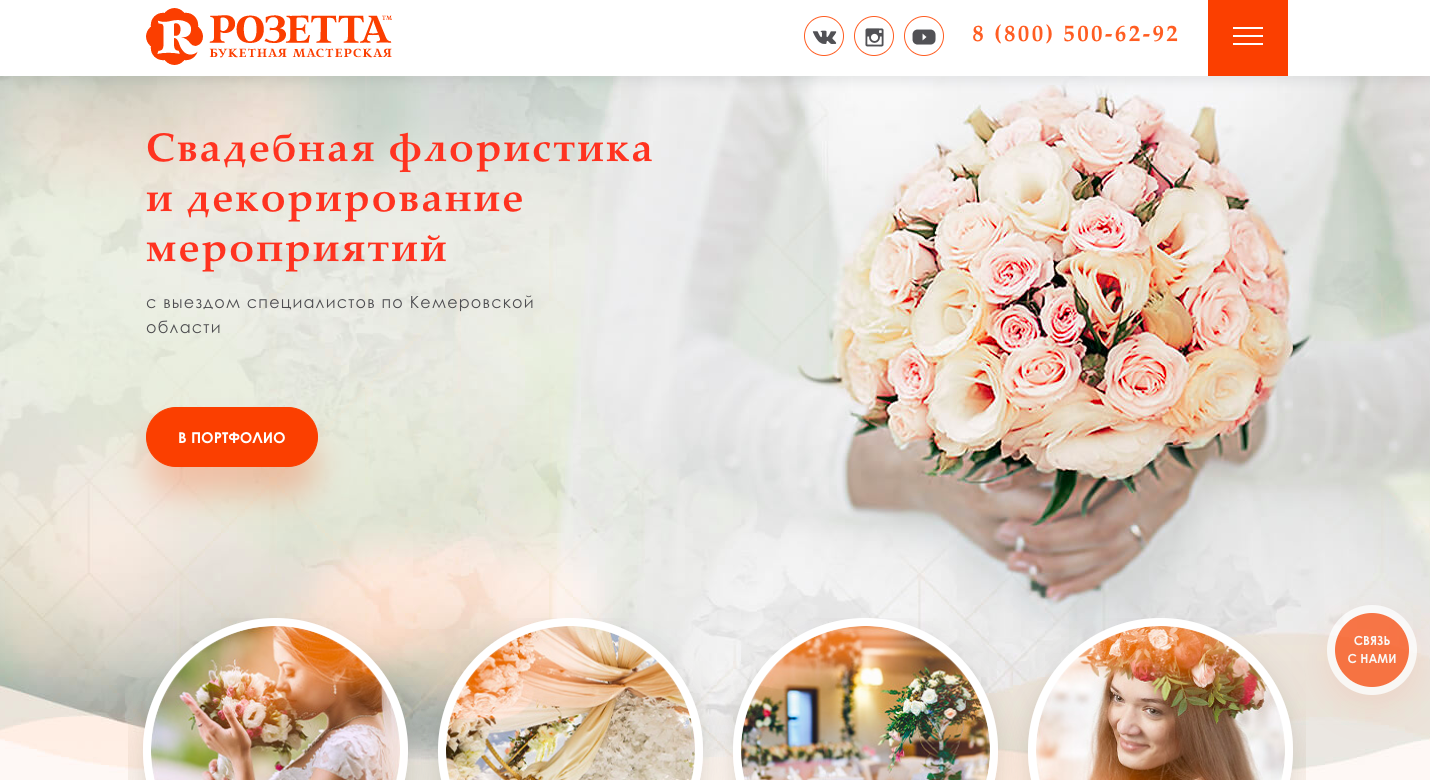 РОЗЕТТА™
БУКЕТНАЯ МАСТЕРСКАЯ
8 (800) 500-62-92
Свадебная флористика
и декорирование
мероприятий
с выездом специалистов по Кемеровской
области
В ПОРТФОЛИО
СВЯЗЬ
С НАМИ